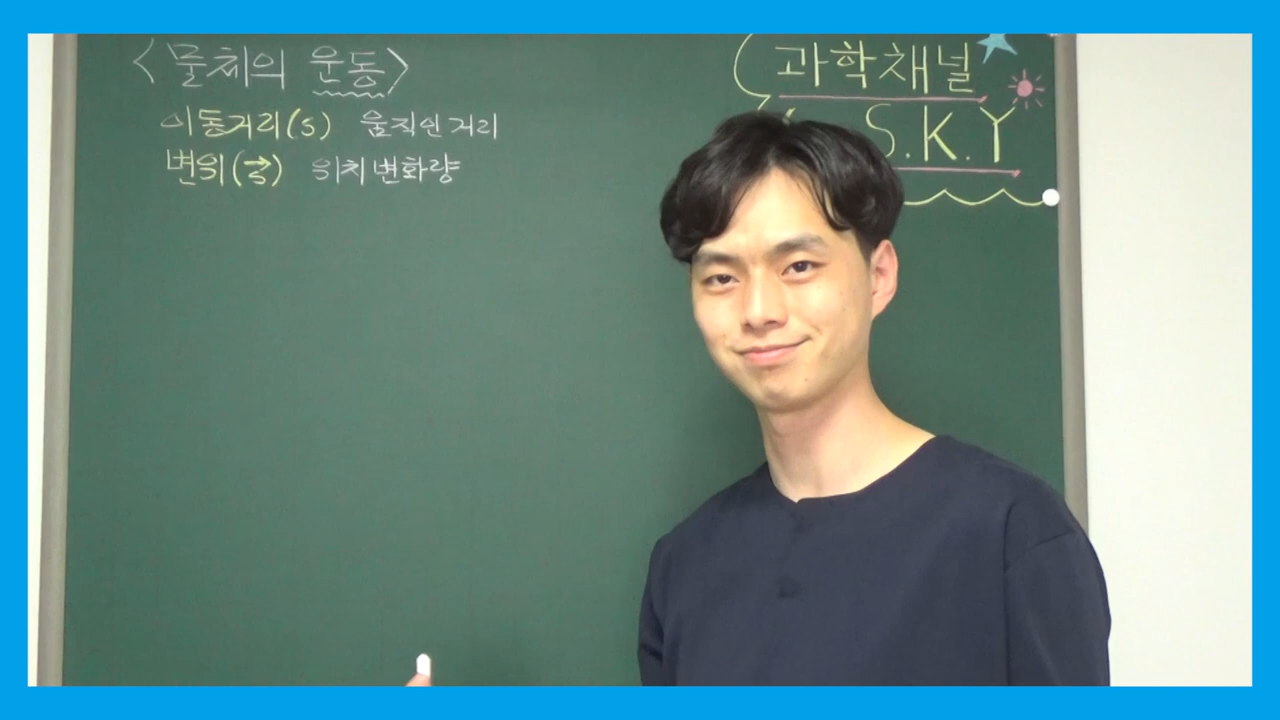 <물체의 운동>
이동거리(s) 움직인 거리
변위(s⃗) 위치 변화량
과학채널
S.K.Y